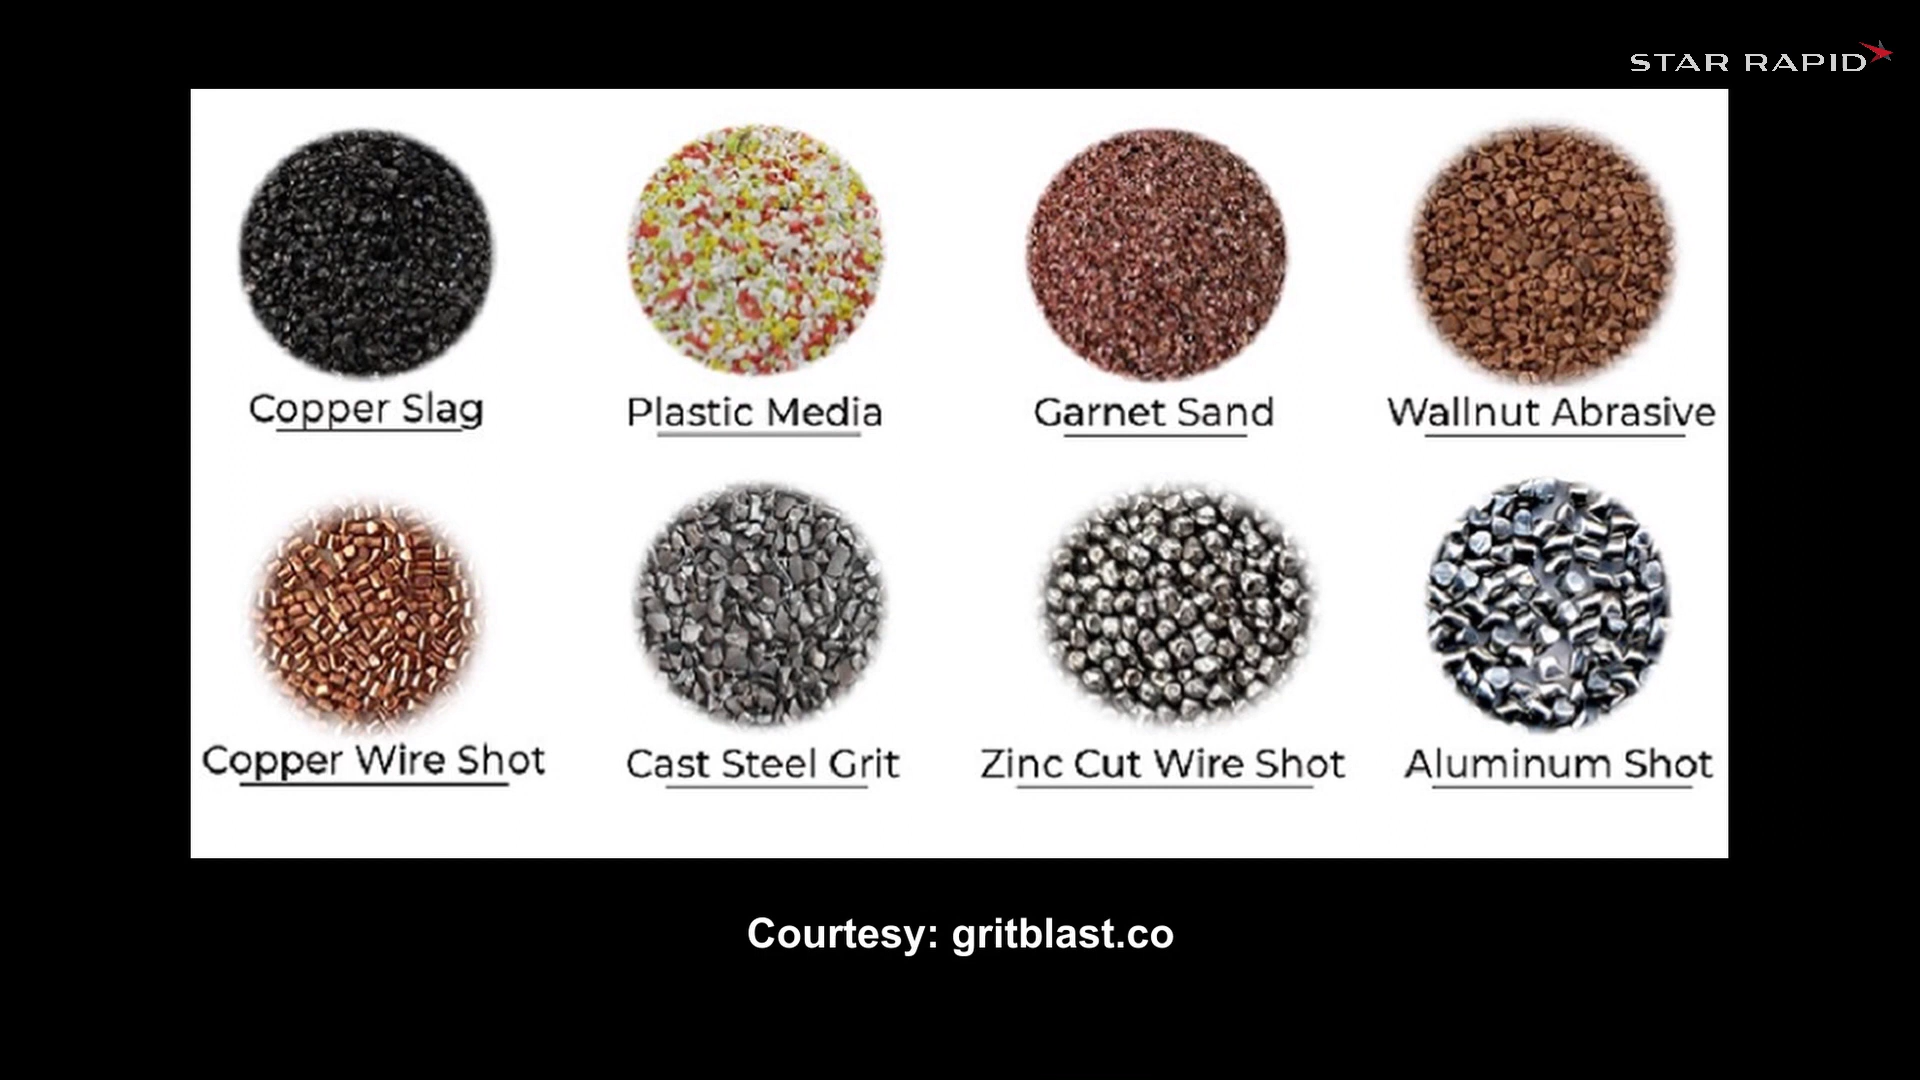 STAR RAPID
Copper Slag
Plastic Media
Garnet Sand
Wallnut Abrasive
Copper Wire Shot
Cast Steel Grit
Zinc Cut Wire Shot
Aluminum Shot
Courtesy: gritblast.co